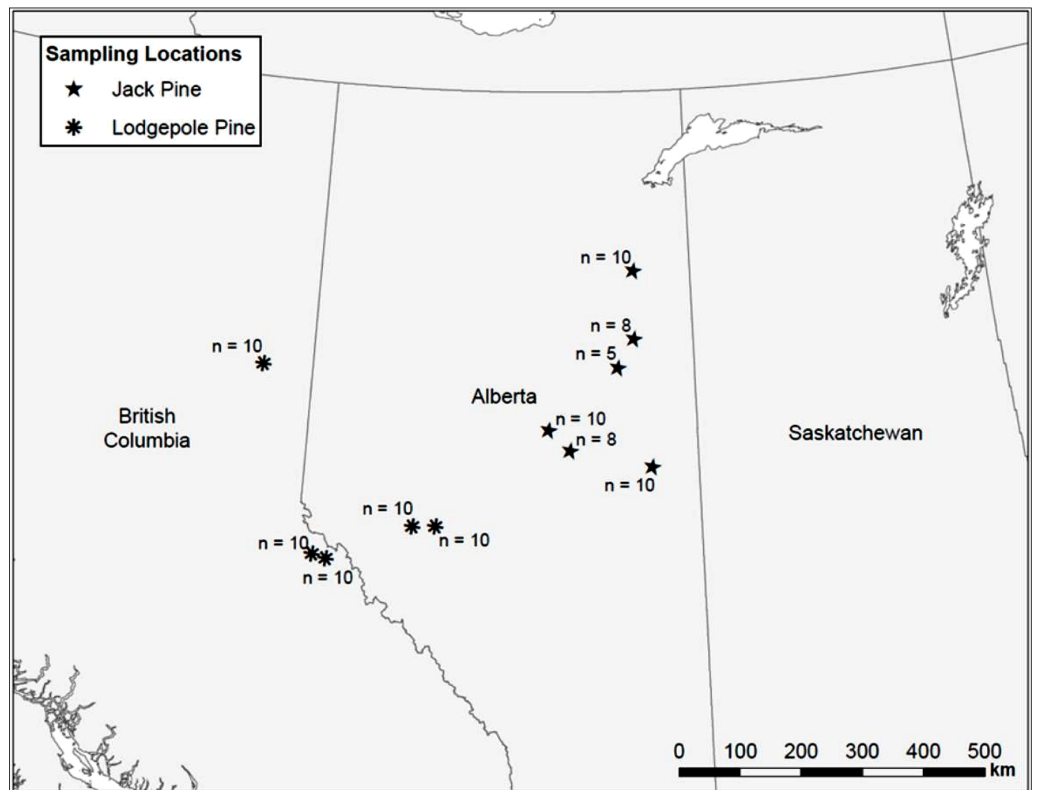 Sampling Locations
Jack Pine
Lodgepole Pine
n = 10
n = 8
n = 10
n = 5
Alberta
British
Columbia
n = 10
Saskatchewan
n = 8
n = 10
n = 10
n = 10
n = 10
n = 10
0 100 200 300 400 500
km